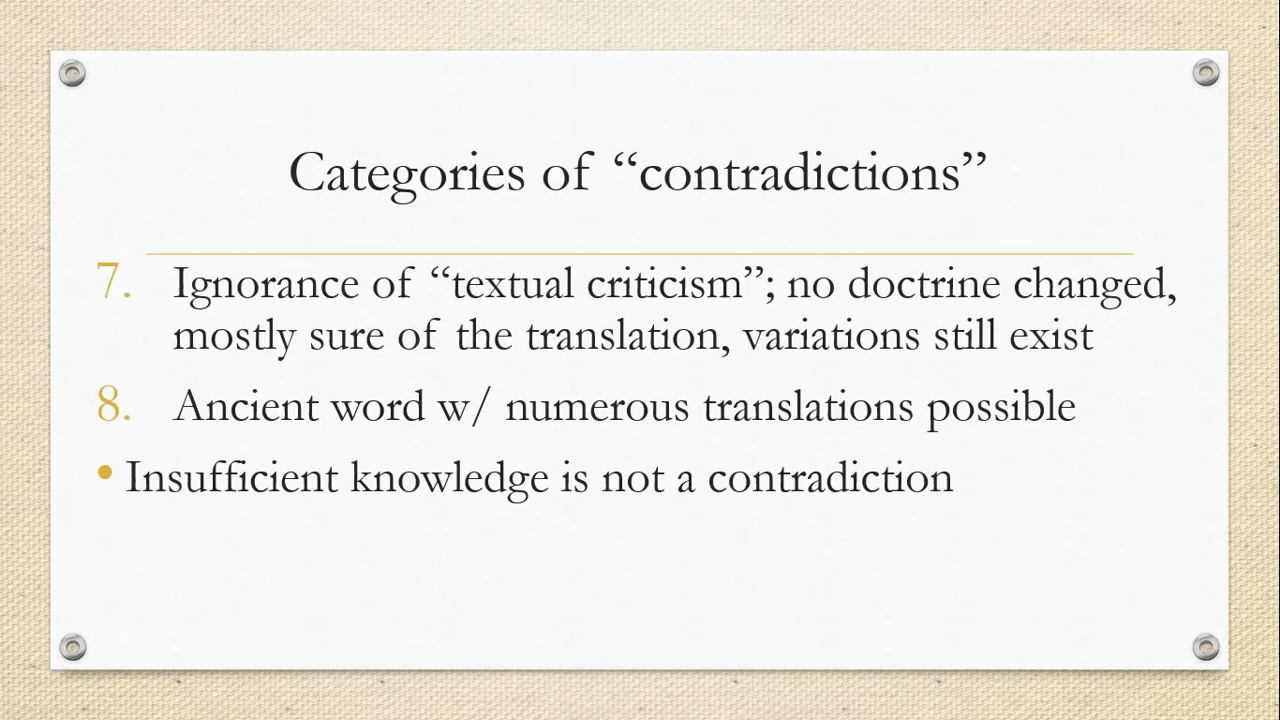 Categories of “contradictions”
7. Ignorance of “textual criticism”; no doctrine changed,
mostly sure of the translation, variations still exist
8. Ancient word w/ numerous translations possible
• Insufficient knowledge is not a contradiction